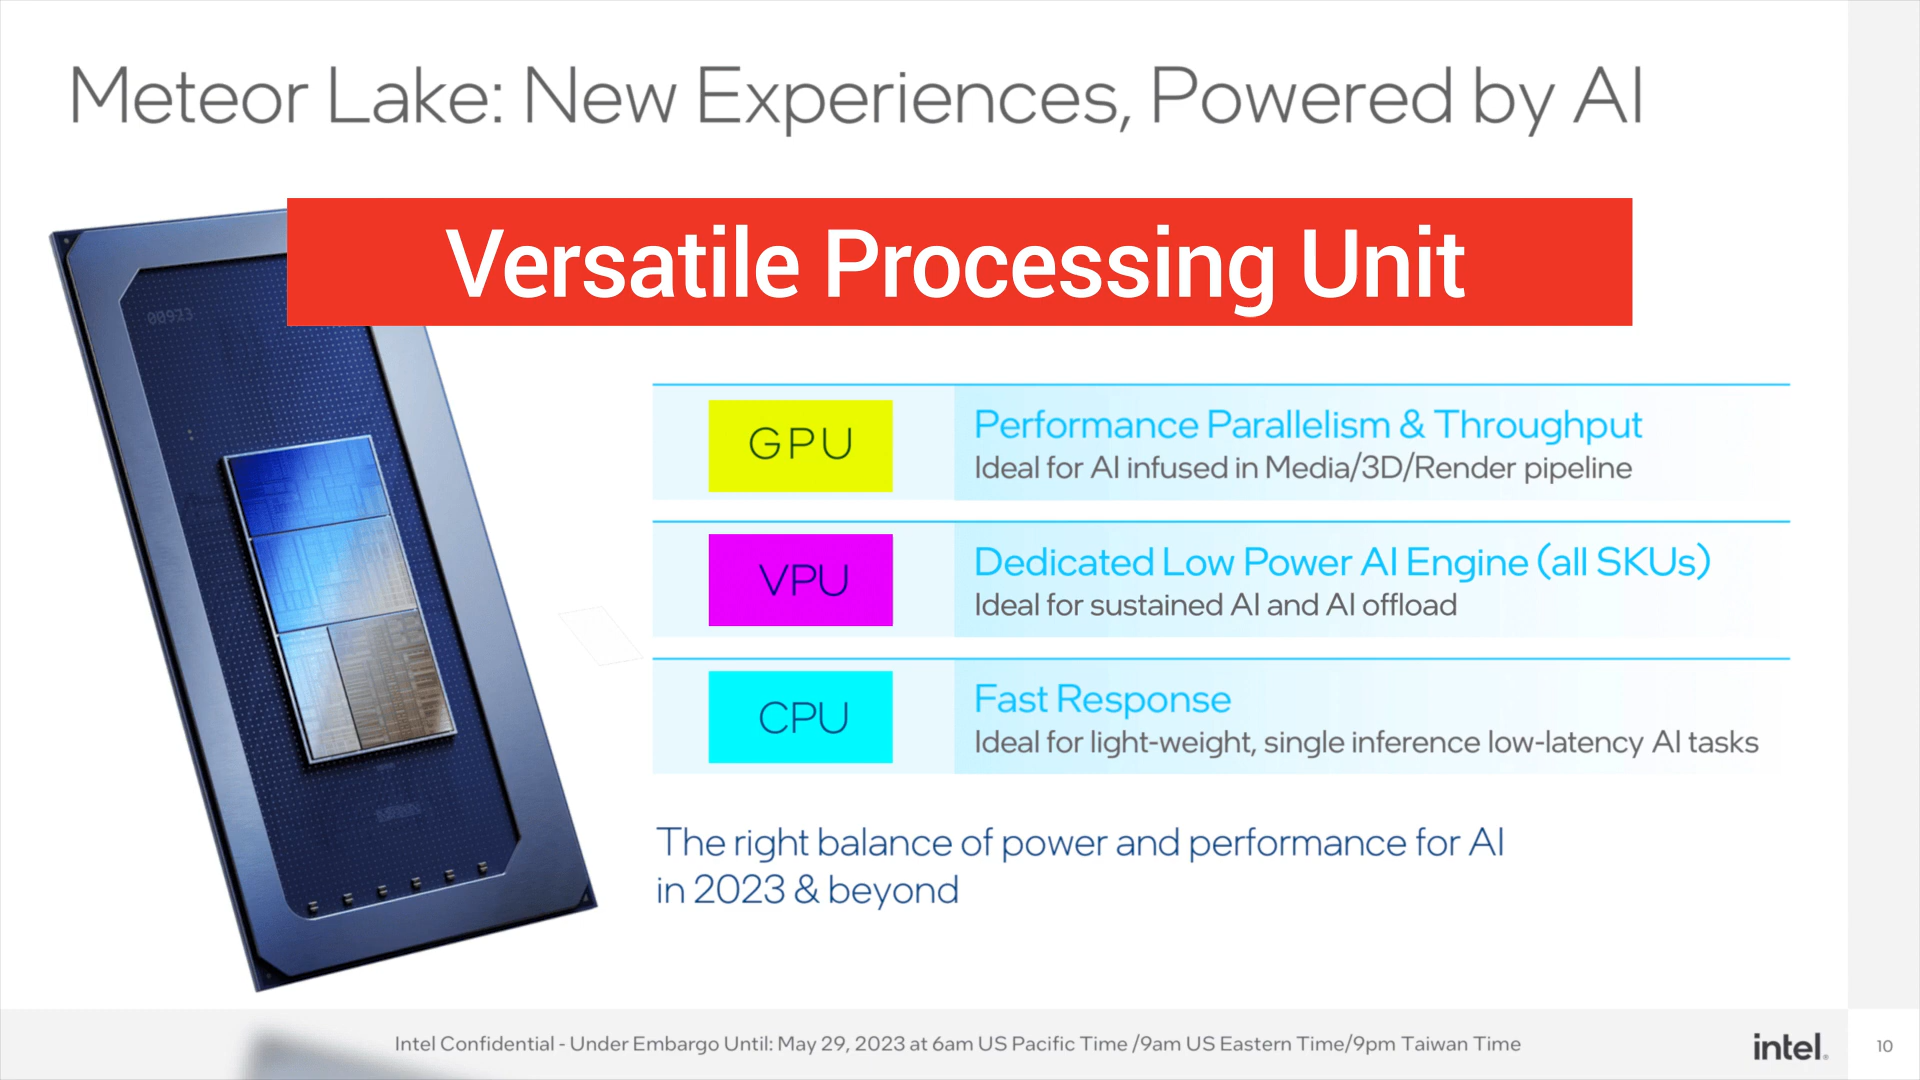 Meteor Lake: New Experiences, Powered by AI
Versatile Processing Unit
00923
GPU
Performance Parallelism & Throughput
Ideal for AI infused in Media/3D/Render pipeline
VPU
Dedicated Low Power AI Engine (all SKUs)
Ideal for sustained AI and AI offload
CPU
Fast Response
Ideal for light-weight, single inference low-latency AI tasks
The right balance of power and performance for AI
in 2023 & beyond
Intel Confidential - Under Embargo Until: May 29, 2023 at 6am US Pacific Time /9am US Eastern Time/9pm Taiwan Time
intel.
10